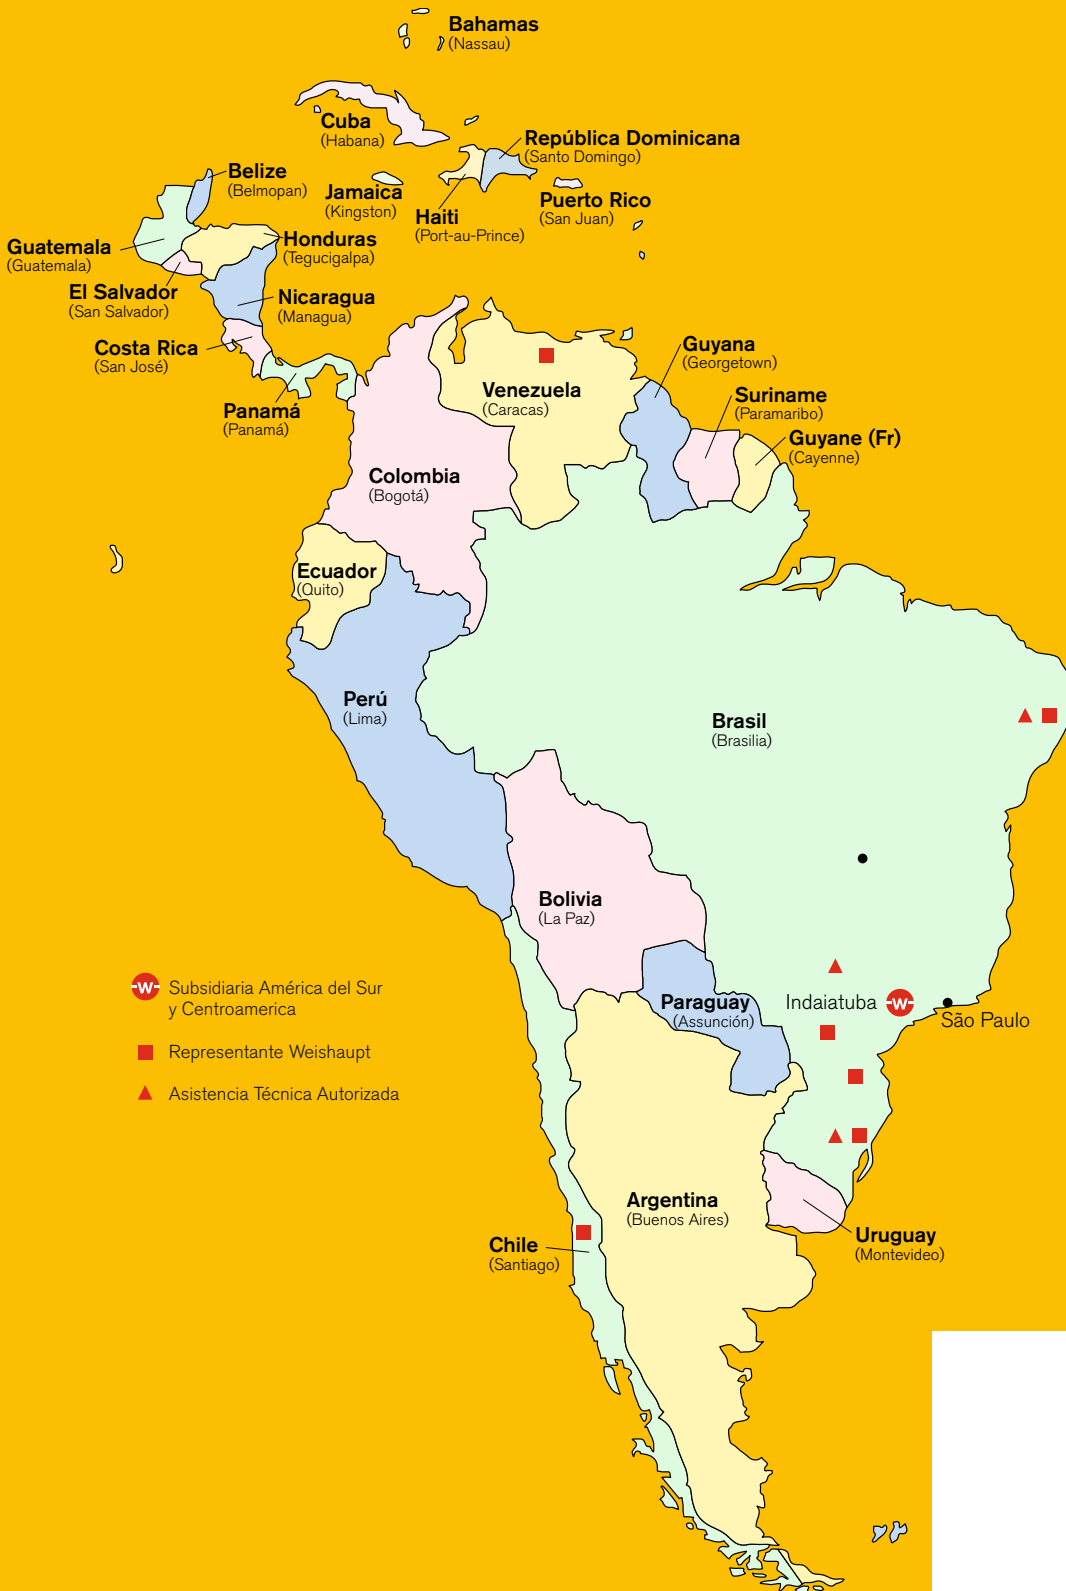 Bahamas
(Nassau)
Cuba
(Habana)
República Dominicana
(Santo Domingo)
Belize
(Belmopan)
Jamaica
(Kingston)
Haiti
(Port-au-Prince)
Puerto Rico
(San Juan)
Guatemala
(Guatemala)
Honduras
(Tegucigalpa)
El Salvador
(San Salvador)
Nicaragua
(Managua)
Costa Rica
(San José)
Panamá
(Panamá)
Venezuela
(Caracas)
Guyana
(Georgetown)
Suriname
(Paramaribo)
Guyane (Fr)
(Cayenne)
Colombia
(Bogotá)
Ecuador
(Quito)
Perú
(Lima)
Brasil
(Brasilia)
Bolivia
(La Paz)
Paraguay
(Assunción)
Indaiatuba
W
São Paulo
W
Subsidiaria América del Sur
y Centroamerica
Representante Weishaupt
Asistencia Técnica Autorizada
Argentina
(Buenos Aires)
Chile
(Santiago)
Uruguay
(Montevideo)